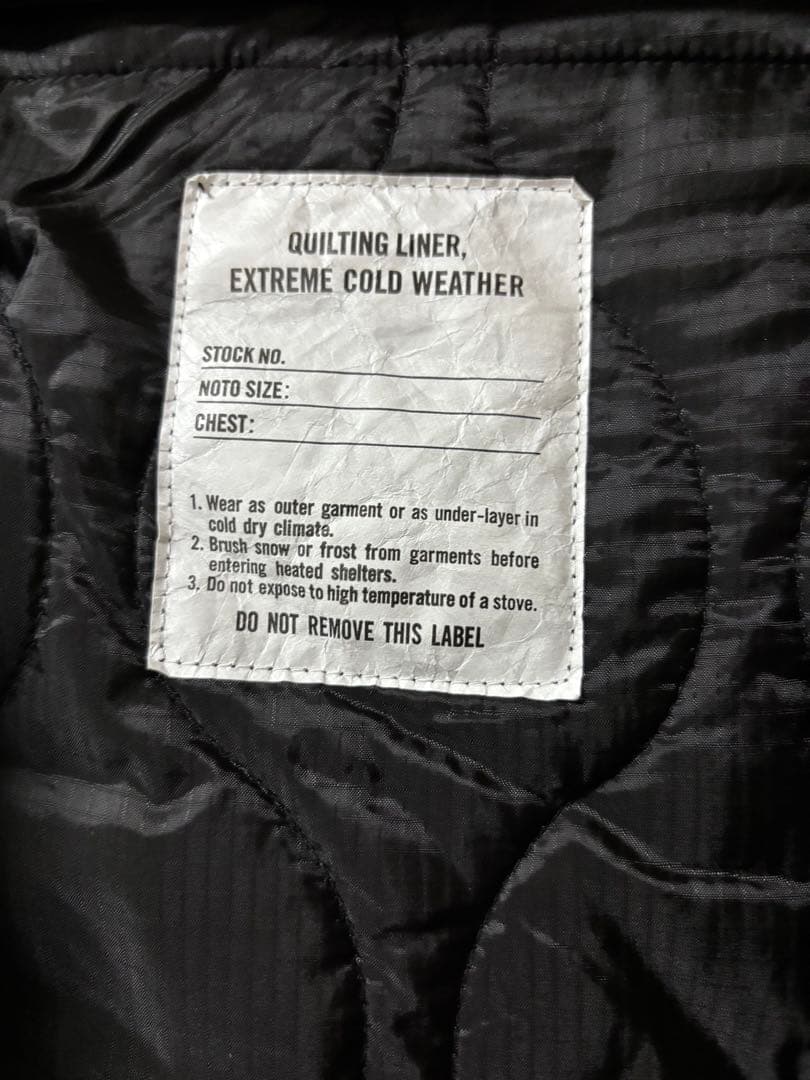 QUILTING LINER,
EXTREME COLD WEATHER
STOCK NO.
NOTO SIZE:
CHEST:
1. Wear as outer garment or as under-layer in
cold dry climate.
2. Brush snow or frost from garments before
entering heated shelters.
3. Do not expose to high temperature of a stove.
DO NOT REMOVE THIS LABEL